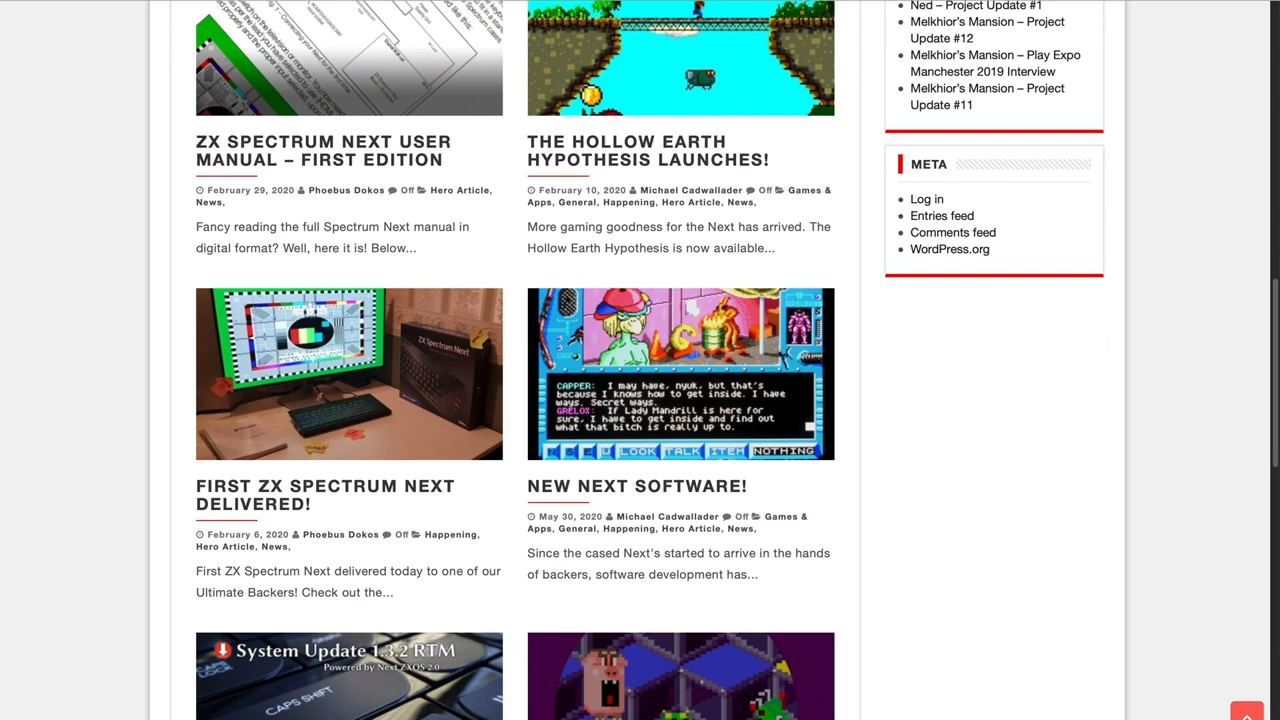 Ned – Project Update #1
Melkhior's Mansion – Project
Update #12
Melkhior's Mansion – Play Expo
Manchester 2019 Interview
Melkhior's Mansion – Project
Update #11
META
Log in
Entries feed
Comments feed
WordPress.org
ZX SPECTRUM NEXT USER
MANUAL – FIRST EDITION
February 29, 2020 Phoebus Dokos Off Hero Article,
News,
Fancy reading the full Spectrum Next manual in
digital format? Well, here it is! Below...
THE HOLLOW EARTH
HYPOTHESIS LAUNCHES!
February 10, 2020 Michael Cadwallader Off Games &
Apps, General, Happening, Hero Article, News,
More gaming goodness for the Next has arrived. The
Hollow Earth Hypothesis is now available...
ZX Spectrum Next
FIRST ZX SPECTRUM NEXT
DELIVERED!
February 6, 2020 Phoebus Dokos Off Happening,
Hero Article, News,
First ZX Spectrum Next delivered today to one of our
Ultimate Backers! Check out the...
CAPPER: I may have, nyuk, but that's
because I knows how to get inside. I have
ways. Secret ways.
GRELOX: If Lady Mandrill is here for
sure, I have to get inside and find out
what that bitch is really up to.
N S E W LOOK TALK ITEM NOTHING
NEW NEXT SOFTWARE!
May 30, 2020 Michael Cadwallader Off Games &
Apps, General, Happening, Hero Article, News,
Since the cased Next's started to arrive in the hands
of backers, software development has...
System Update 1.3.2 RTM
Powered by Next ZXOS 2.0
CAPS SHIFT